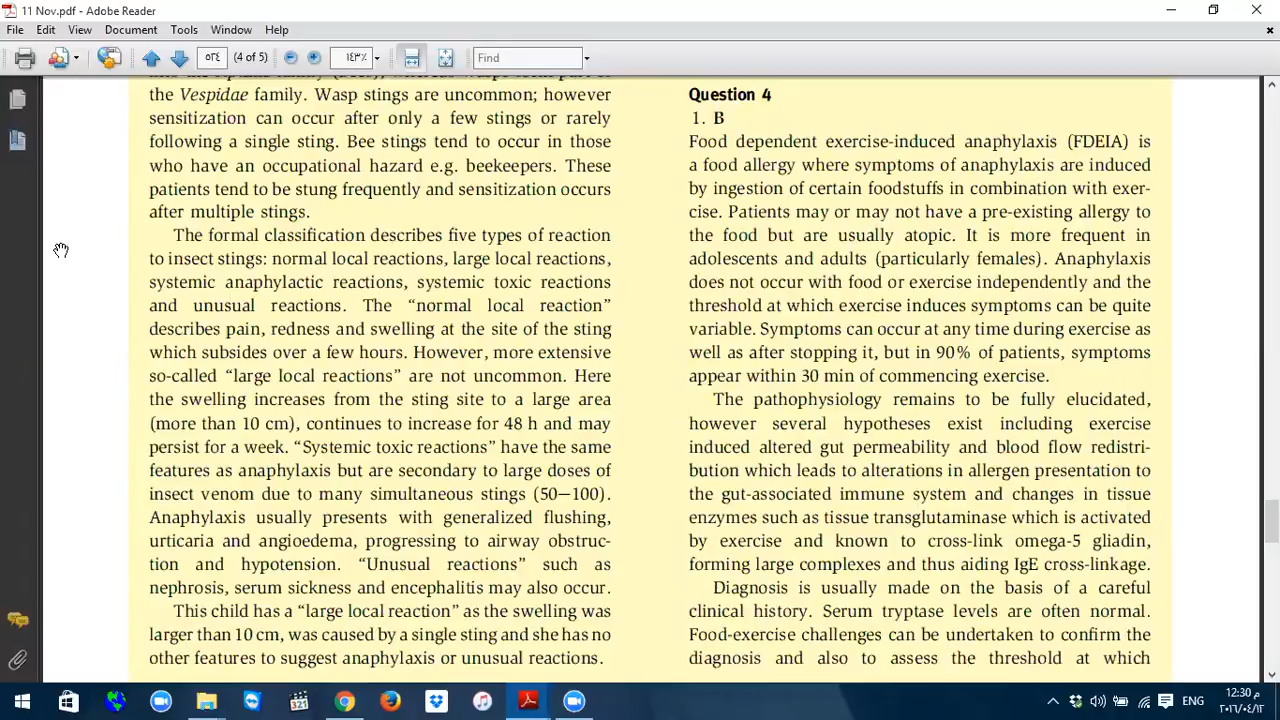 11 Nov.pdf - Adobe Reader
File Edit View Document Tools Window Help
٥٢٤ (4 of 5) ١٤٣% Find
the Vespidae family. Wasp stings are uncommon; however
sensitization can occur after only a few stings or rarely
following a single sting. Bee stings tend to occur in those
who have an occupational hazard e.g. beekeepers. These
patients tend to be stung frequently and sensitization occurs
after multiple stings.
The formal classification describes five types of reaction
to insect stings: normal local reactions, large local reactions,
systemic anaphylactic reactions, systemic toxic reactions
and unusual reactions. The “normal local reaction”
describes pain, redness and swelling at the site of the sting
which subsides over a few hours. However, more extensive
so-called “large local reactions” are not uncommon. Here
the swelling increases from the sting site to a large area
(more than 10 cm), continues to increase for 48 h and may
persist for a week. “Systemic toxic reactions” have the same
features as anaphylaxis but are secondary to large doses of
insect venom due to many simultaneous stings (50–100).
Anaphylaxis usually presents with generalized flushing,
urticaria and angioedema, progressing to airway obstruc-
tion and hypotension. “Unusual reactions” such as
nephrosis, serum sickness and encephalitis may also occur.
This child has a “large local reaction” as the swelling was
larger than 10 cm, was caused by a single sting and she has no
other features to suggest anaphylaxis or unusual reactions.
Question 4
1. B
Food dependent exercise-induced anaphylaxis (FDEIA) is
a food allergy where symptoms of anaphylaxis are induced
by ingestion of certain foodstuffs in combination with exer-
cise. Patients may or may not have a pre-existing allergy to
the food but are usually atopic. It is more frequent in
adolescents and adults (particularly females). Anaphylaxis
does not occur with food or exercise independently and the
threshold at which exercise induces symptoms can be quite
variable. Symptoms can occur at any time during exercise as
well as after stopping it, but in 90% of patients, symptoms
appear within 30 min of commencing exercise.
The pathophysiology remains to be fully elucidated,
however several hypotheses exist including exercise
induced altered gut permeability and blood flow redistri-
bution which leads to alterations in allergen presentation to
the gut-associated immune system and changes in tissue
enzymes such as tissue transglutaminase which is activated
by exercise and known to cross-link omega-5 gliadin,
forming large complexes and thus aiding IgE cross-linkage.
Diagnosis is usually made on the basis of a careful
clinical history. Serum tryptase levels are often normal.
Food-exercise challenges can be undertaken to confirm the
diagnosis and also to assess the threshold at which
321
ENG
12:30 م
٢٠١٦/٠٤/١٢